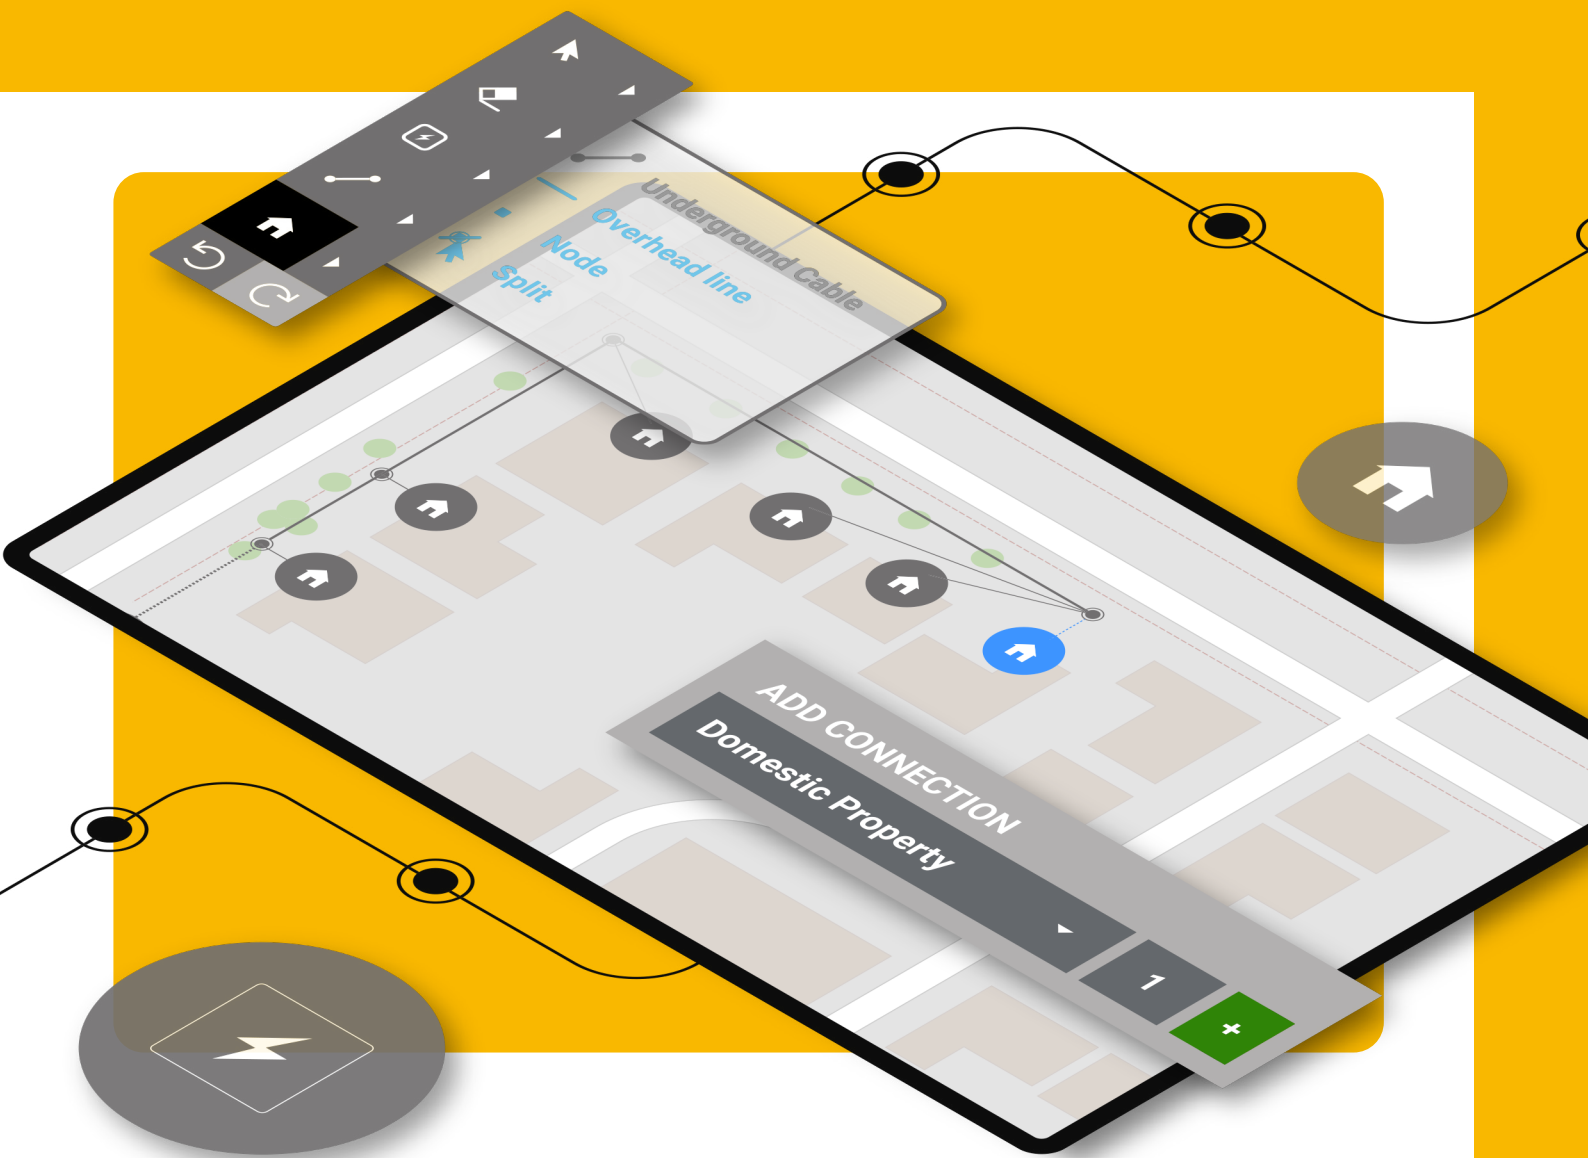 Underground Cable
Overhead line
Node
Split
ADD CONNECTION
Domestic Property
1
+